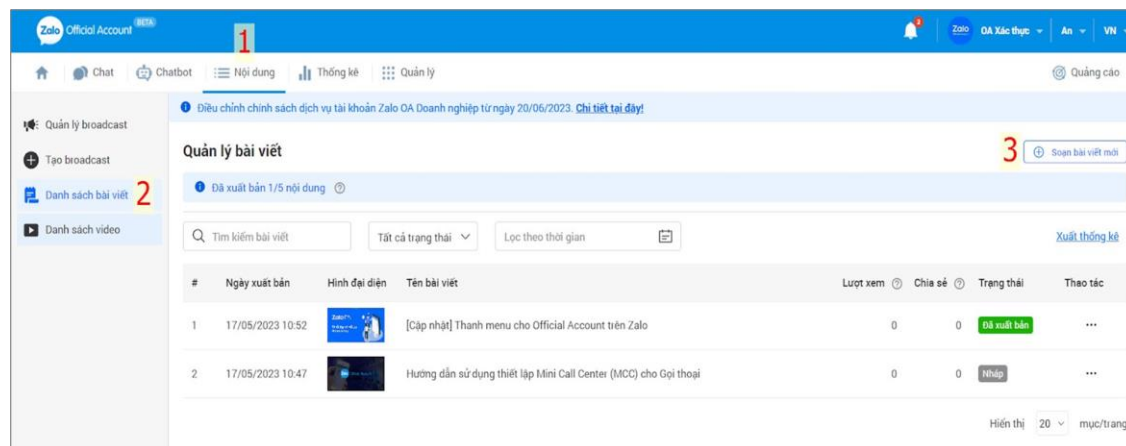 Zalo Official Account BETA
1
2
Zalo OA Xác thực An VN
Chat Chatbot Nội dung Thống kê Quản lý Quảng cáo
Điều chỉnh chính sách dịch vụ tài khoản Zalo OA Doanh nghiệp từ ngày 20/06/2023. Chi tiết tại đây!
Quản lý broadcast
Tạo broadcast
Danh sách bài viết 2
Danh sách video
Quản lý bài viết 3 Soạn bài viết mới
Đã xuất bản 1/5 nội dung
Tìm kiếm bài viết Tất cả trạng thái Lọc theo thời gian Xuất thống kê
# Ngày xuất bản Hình đại diện Tên bài viết Lượt xem Chia sẻ Trạng thái Thao tác
1 17/05/2023 10:52 [Cập nhật] Thanh menu cho Official Account trên Zalo 0 0 Đã xuất bản
2 17/05/2023 10:47 Hướng dẫn sử dụng thiết lập Mini Call Center (MCC) cho Gọi thoại 0 0 Nháp
Hiển thị 20 mục/trang